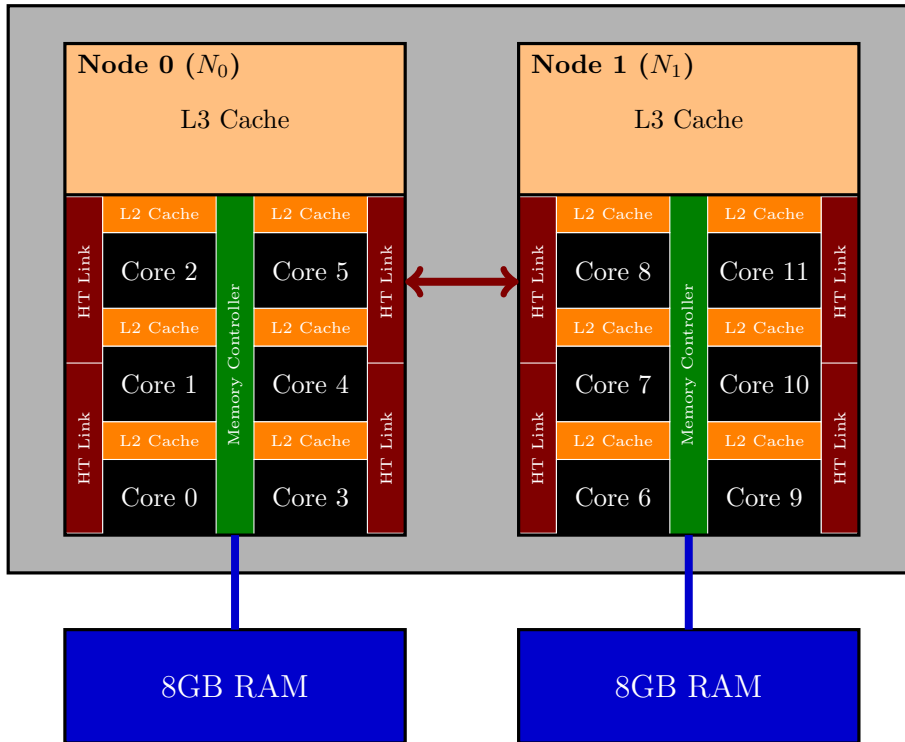 Node 0 (N₀)
L3 Cache
HT Link
HT Link
L2 Cache
Core 2
L2 Cache
Core 1
L2 Cache
Core 0
Memory Controller
L2 Cache
Core 5
L2 Cache
Core 4
L2 Cache
Core 3
HT Link
HT Link
8GB RAM
Node 1 (N₁)
L3 Cache
HT Link
HT Link
L2 Cache
Core 8
L2 Cache
Core 7
L2 Cache
Core 6
Memory Controller
L2 Cache
Core 11
L2 Cache
Core 10
L2 Cache
Core 9
HT Link
HT Link
8GB RAM